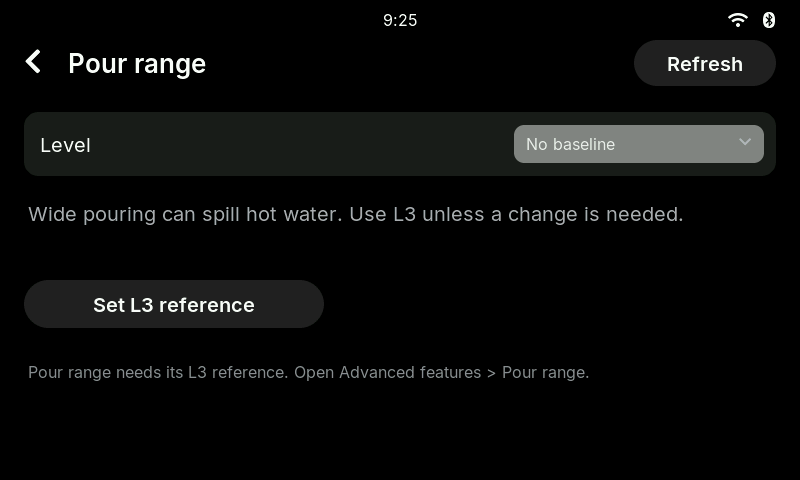 9:25
Pour range
Refresh
Level
No baseline
Wide pouring can spill hot water. Use L3 unless a change is needed.
Set L3 reference
Pour range needs its L3 reference. Open Advanced features > Pour range.